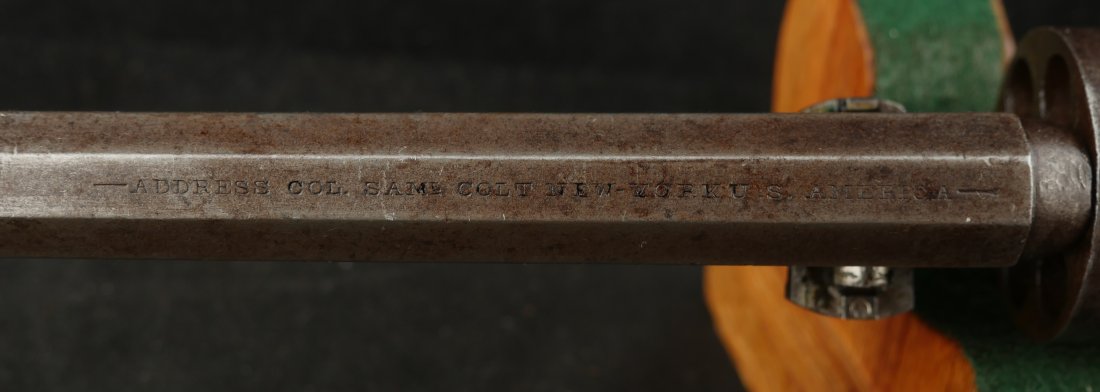 —ADDRESS COL. SAML COLT NEW-YORK U.S. AMERICA—